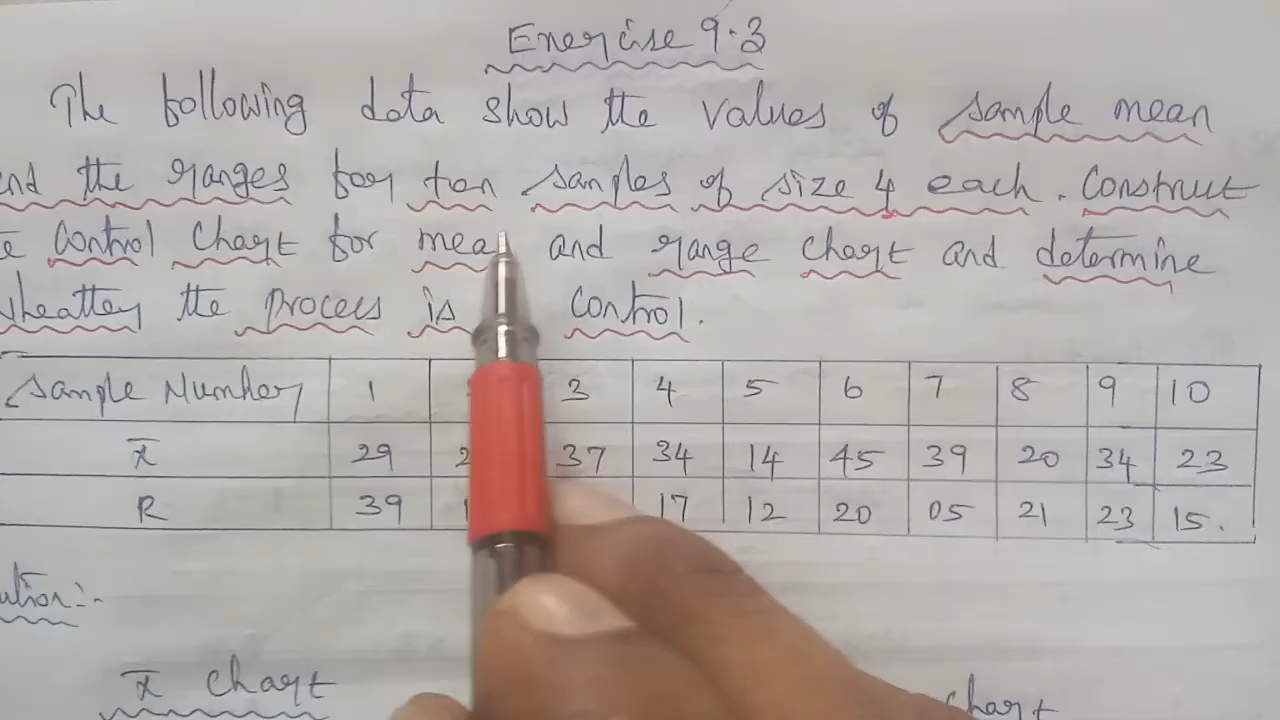 Exercise 9.3
The following data show the values of sample mean
and the ranges for ten samples of size 4 each. Construct
control chart for mean and range chart and determine
the process is control.
Sample Number 1 3 4 5 6 7 8 9 10
x̄ 29 37 34 14 45 39 20 34 23
R 39 17 12 20 05 21 23 15.
x̄ chart
chart